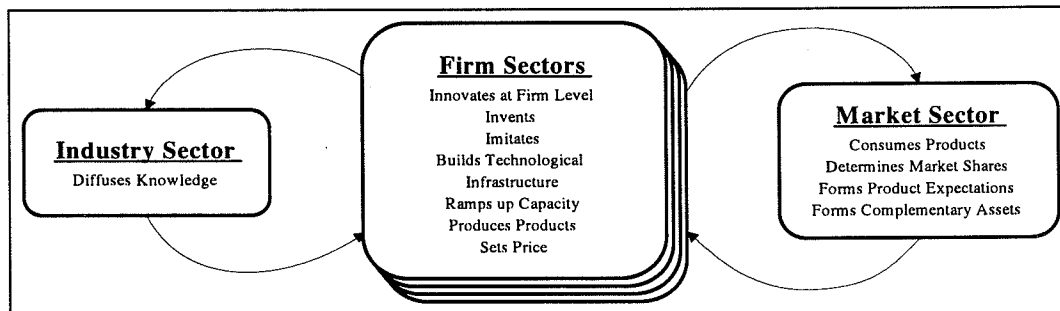 Industry Sector
Diffuses Knowledge
Firm Sectors
Innovates at Firm Level
Invents
Imitates
Builds Technological
Infrastructure
Ramps up Capacity
Produces Products
Sets Price
Market Sector
Consumes Products
Determines Market Shares
Forms Product Expectations
Forms Complementary Assets